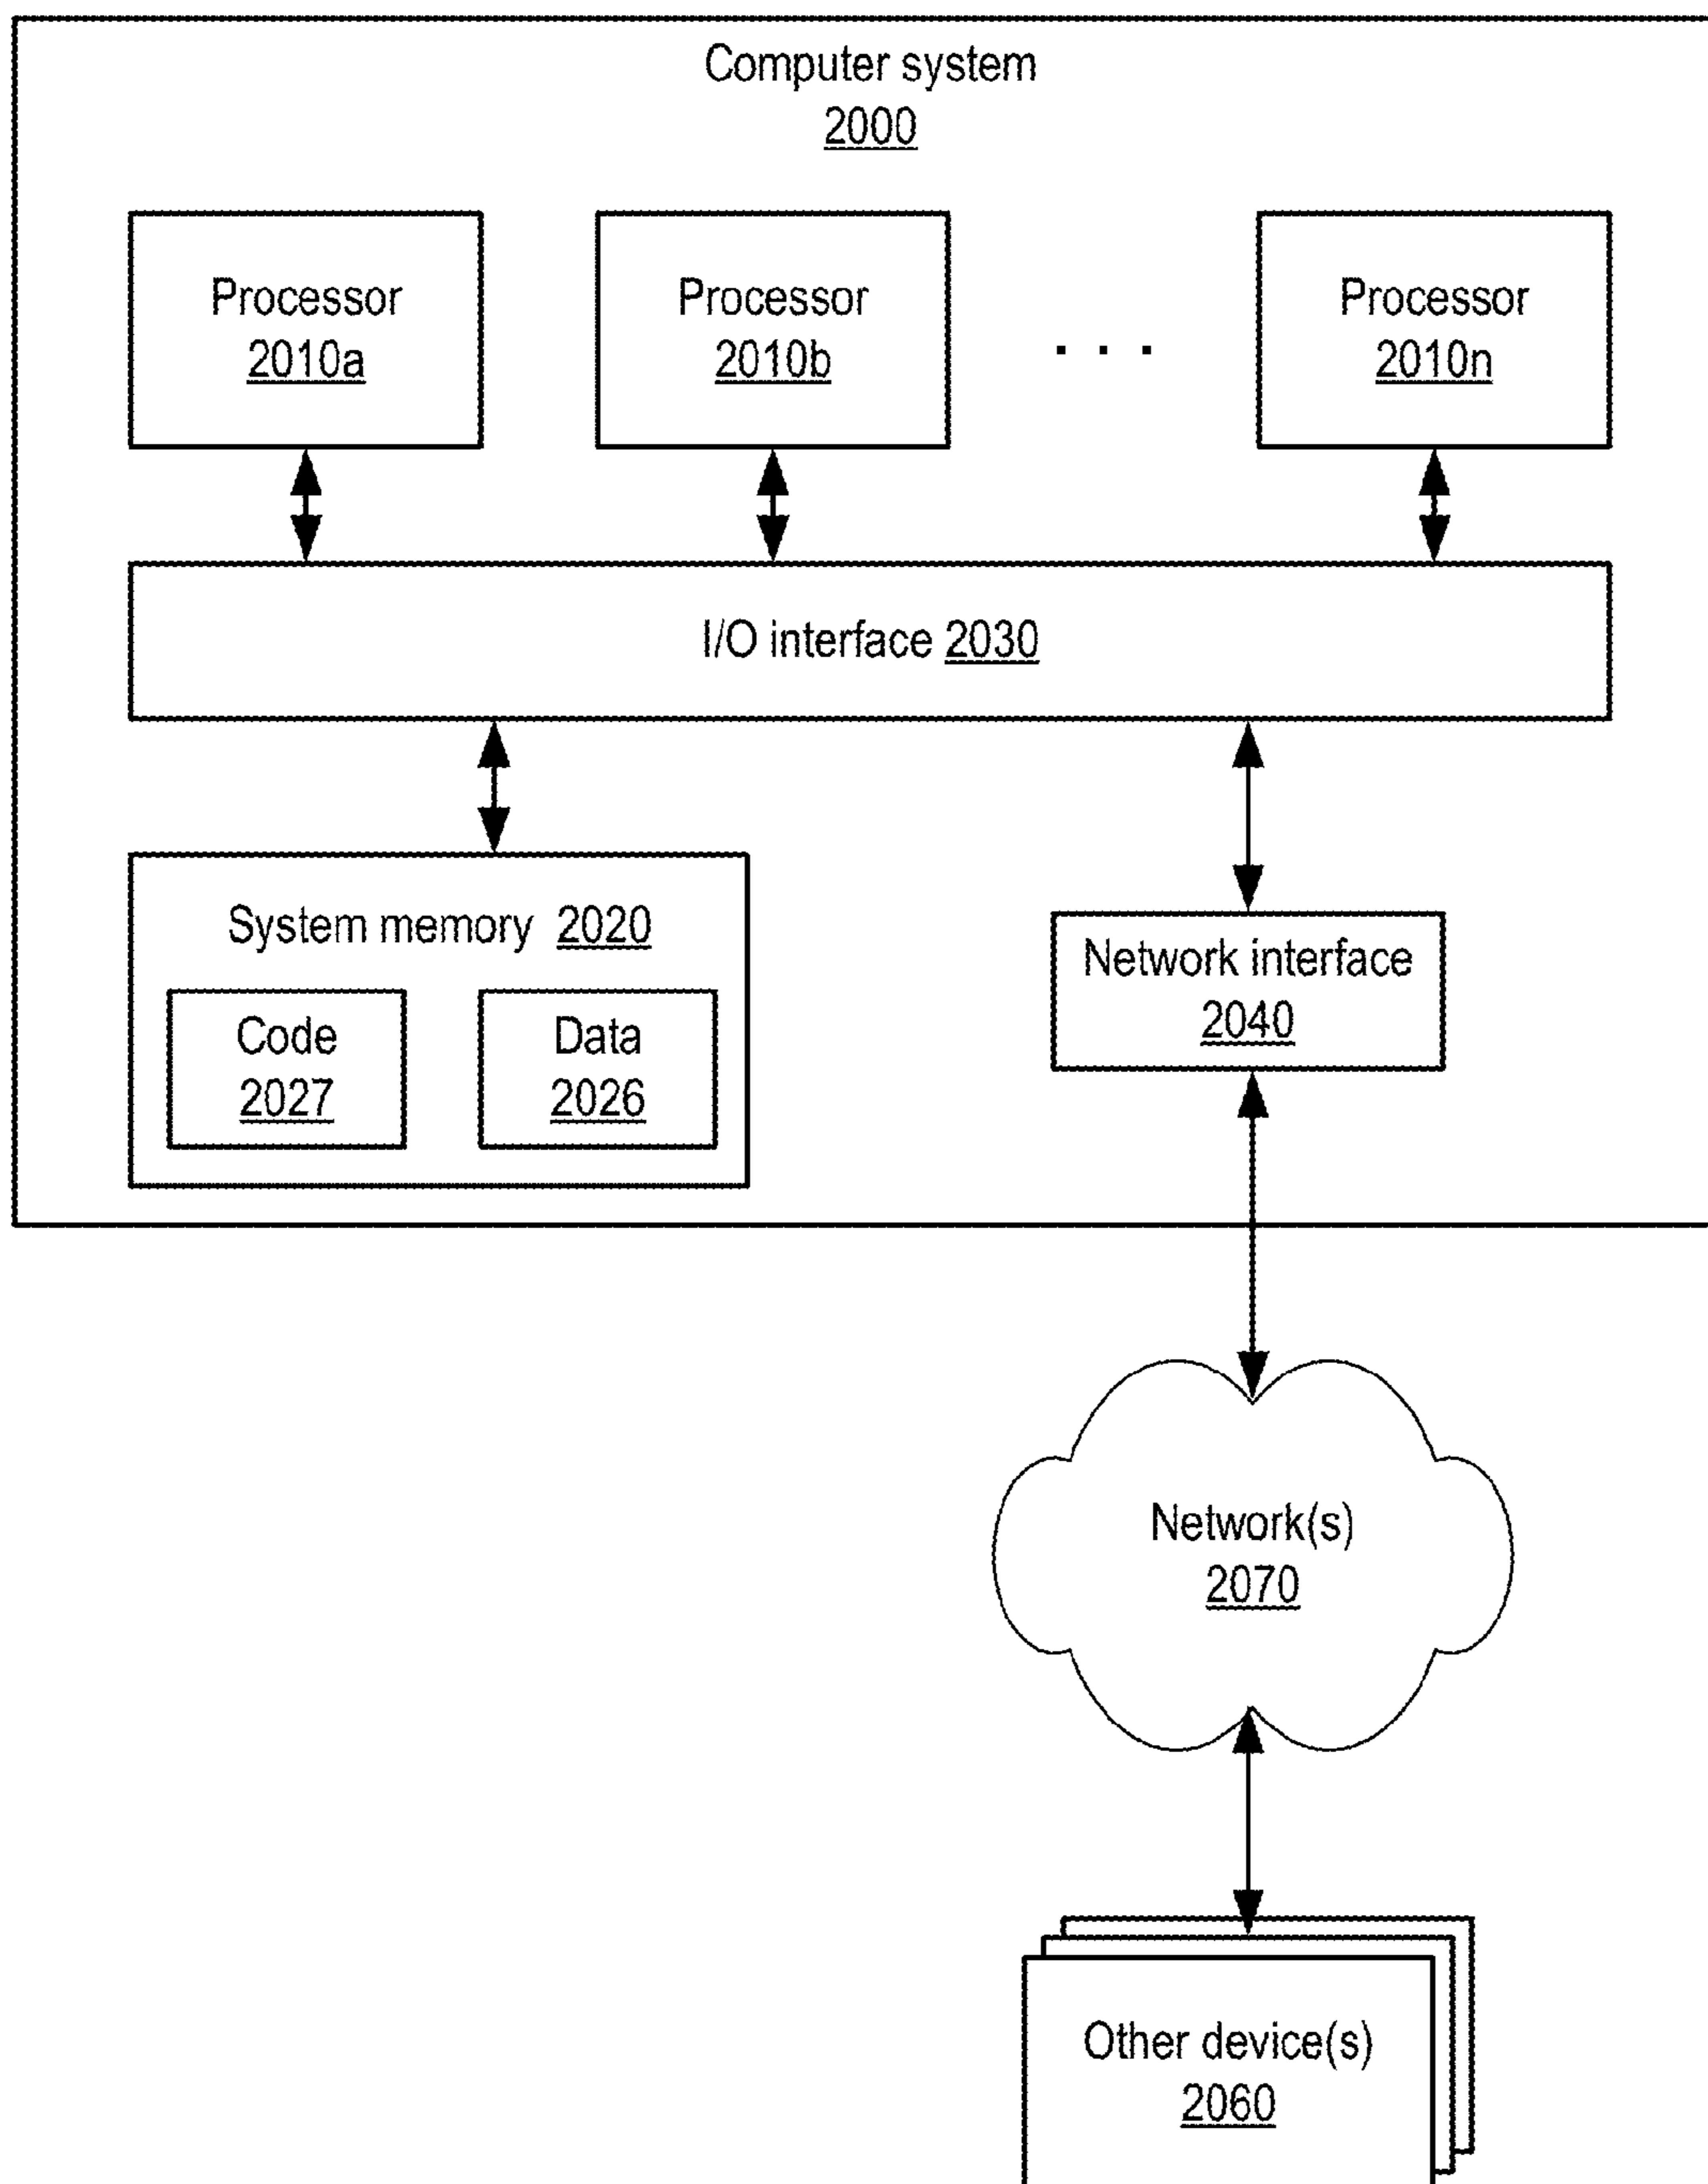 Computer system
2000
Processor
2010a
Processor
2010b
. . .
Processor
2010n
I/O interface 2030
System memory 2020
Code
2027
Data
2026
Network interface
2040
Network(s)
2070
Other device(s)
2060